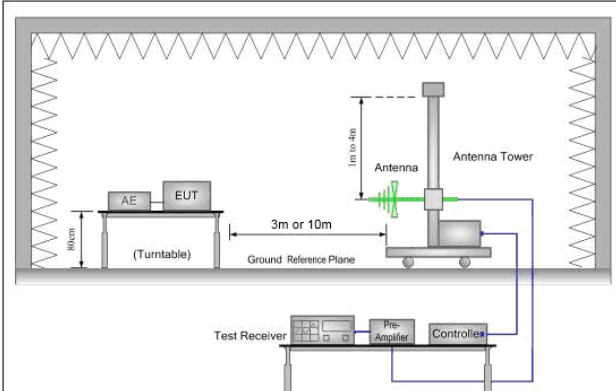 1m to 4m
Antenna
Antenna Tower
AE
EUT
80cm
(Turntable)
3m or 10m
Ground Reference Plane
Test Receiver
Pre-
Amplifier
Controller